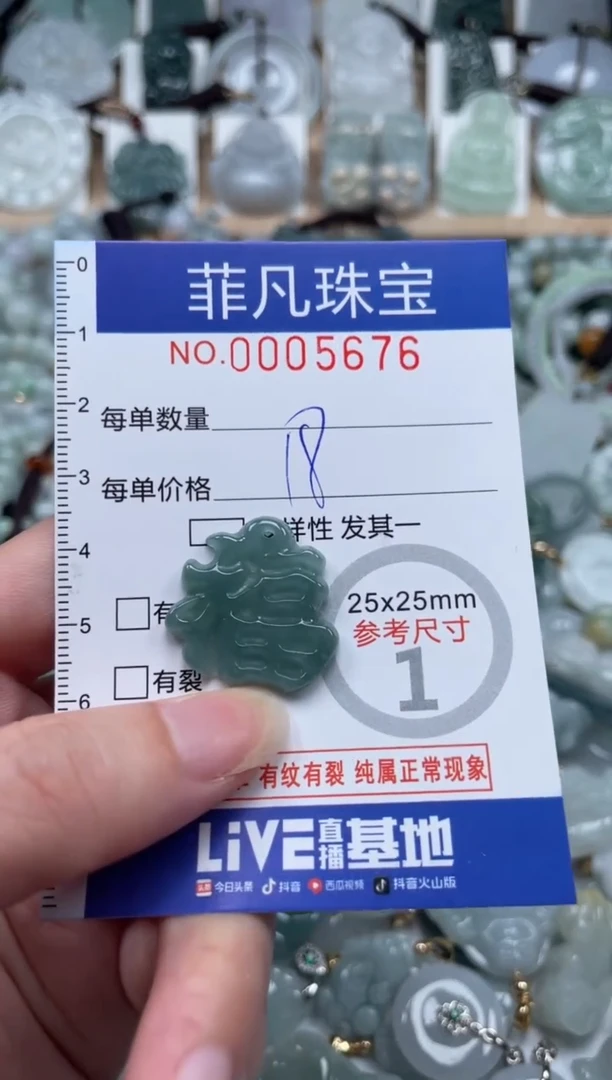 菲凡珠宝
NO.0005676
每单数量
18
每单价格
样性 发其一
25x25mm
参考尺寸
1
有
有裂
有纹有裂 纯属正常现象
LiVE直播基地
头条 今日头条 抖音 西瓜视频 抖音火山版
0
1
2
3
4
5
6